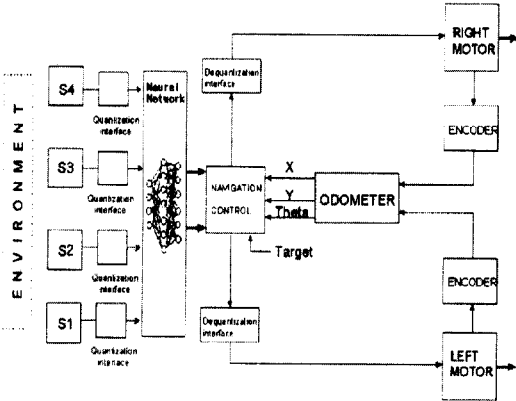 ENVIRONMENT
S4
Quantization
interface
S3
Quantization
interface
S2
Quantization
interface
S1
Quantization
interface
Neural
Network
Dequantization
interface
NAVIGATION
CONTROL
X
Y
Theta
Target
Dequantization
interface
ODOMETER
RIGHT
MOTOR
ENCODER
ENCODER
LEFT
MOTOR